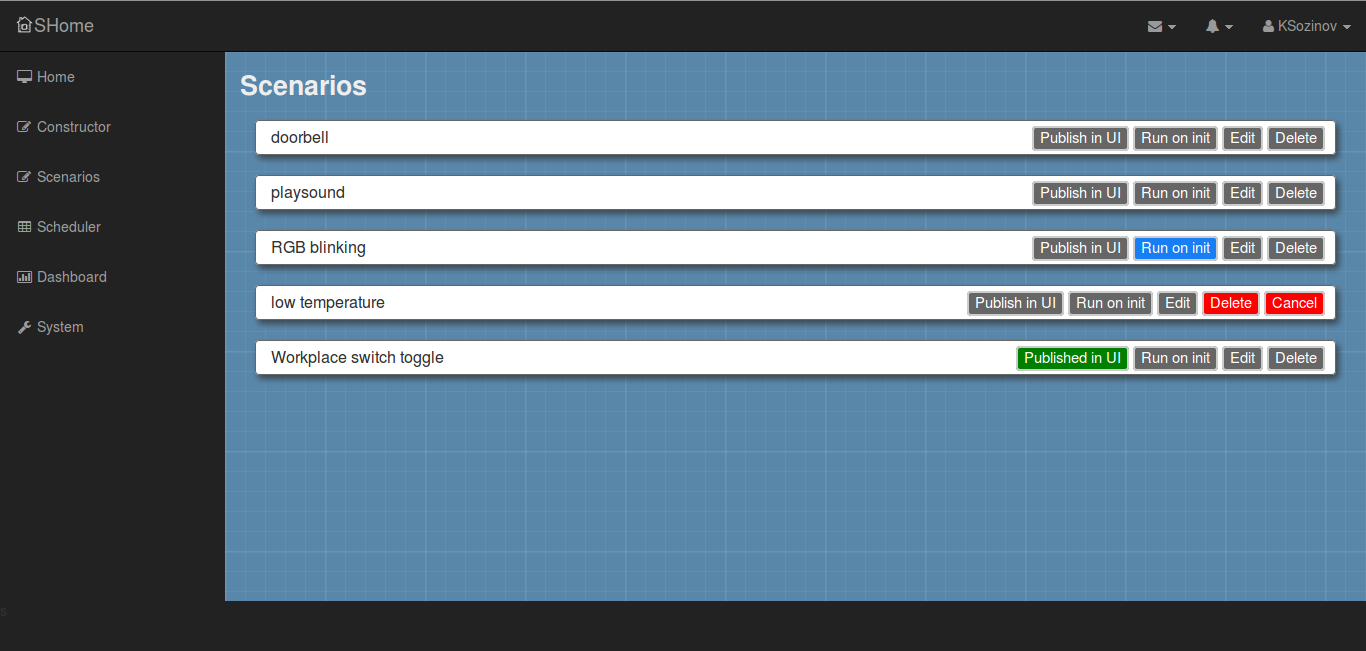 SHome
KSozinov
Home
Constructor
Scenarios
Scheduler
Dashboard
System
Scenarios
doorbell Publish in UI Run on init Edit Delete
playsound Publish in UI Run on init Edit Delete
RGB blinking Publish in UI Run on init Edit Delete
low temperature Publish in UI Run on init Edit Delete Cancel
Workplace switch toggle Published in UI Run on init Edit Delete
s